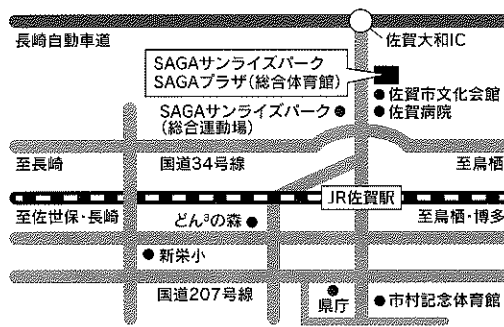 長崎自動車道
佐賀大和IC
SAGAサンライズパーク
SAGAプラザ(総合体育館)
佐賀市文化会館
SAGAサンライズパーク
(総合運動場)
佐賀病院
至長崎
国道34号線
至鳥栖
JR佐賀駅
至佐世保・長崎
どん³の森
至鳥栖・博多
新栄小
国道207号線
県庁
市村記念体育館